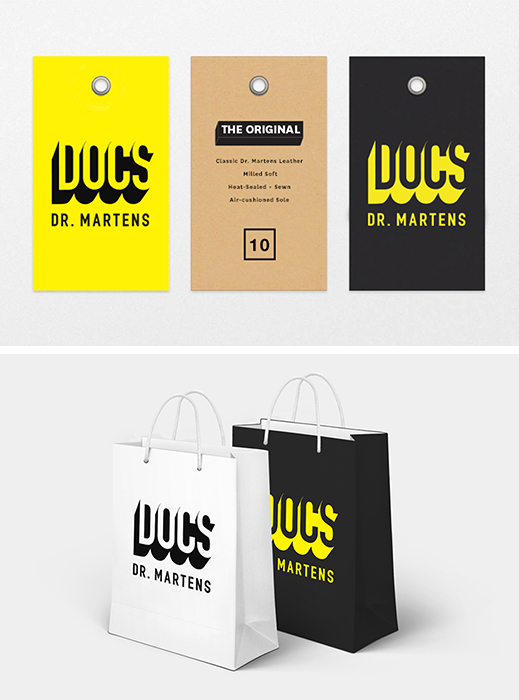 DOCS
DR. MARTENS
THE ORIGINAL
Classic Dr. Martens Leather
Milled Soft
Heat-Sealed + Sewn
Air-cushioned Sole
10
DOCS
DR. MARTENS
DOCS
DR. MARTENS
DOCS
MARTENS